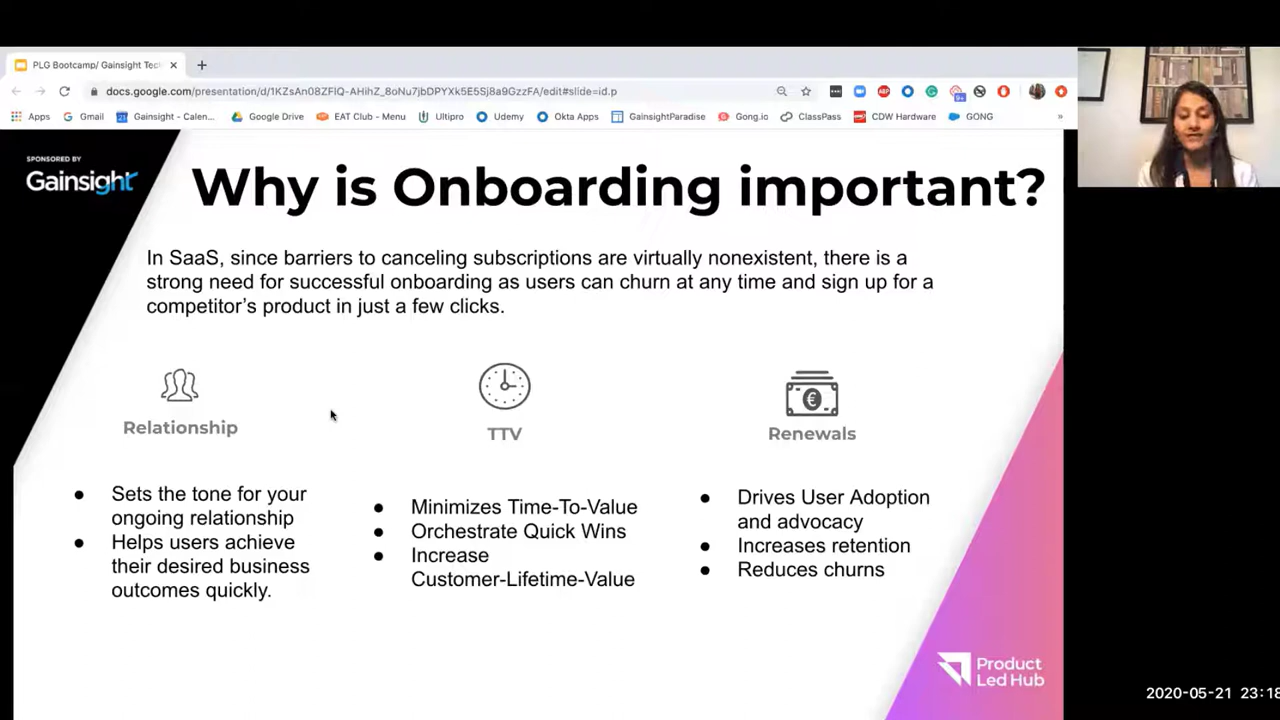 PLG Bootcamp/ Gainsight Tech
docs.google.com/presentation/d/1KZsAn08ZFlQ-AHihZ_8oNu7jbDPYXk5E5Sj8a9GzzFA/edit#slide=id.p
Apps Gmail Gainsight - Calen... Google Drive EAT Club - Menu Ultipro Udemy Okta Apps GainsightParadise Gong.io ClassPass CDW Hardware GONG »
SPONSORED BY
Gainsight
Why is Onboarding important?
In SaaS, since barriers to canceling subscriptions are virtually nonexistent, there is a
strong need for successful onboarding as users can churn at any time and sign up for a
competitor's product in just a few clicks.
Relationship
● Sets the tone for your
ongoing relationship
● Helps users achieve
their desired business
outcomes quickly.
TTV
● Minimizes Time-To-Value
● Orchestrate Quick Wins
● Increase
Customer-Lifetime-Value
Renewals
● Drives User Adoption
and advocacy
● Increases retention
● Reduces churns
Product
Led Hub
2020-05-21 23:18